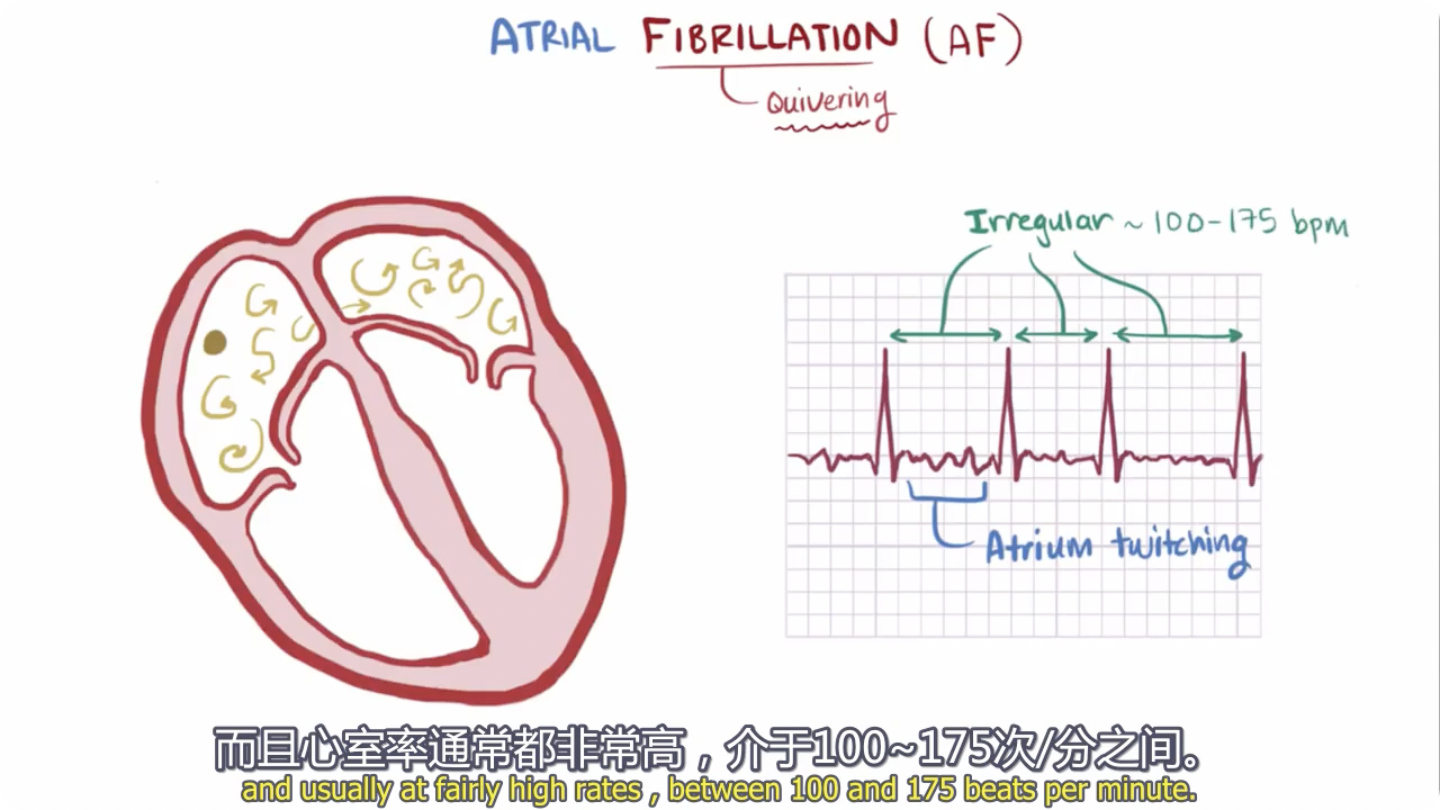 ATRIAL FIBRILLATION (AF)
Quivering
Irregular ~ 100-175 bpm
Atrium twitching
而且心室率通常都非常高，介于100~175次/分之间。
and usually at fairly high rates , between 100 and 175 beats per minute.